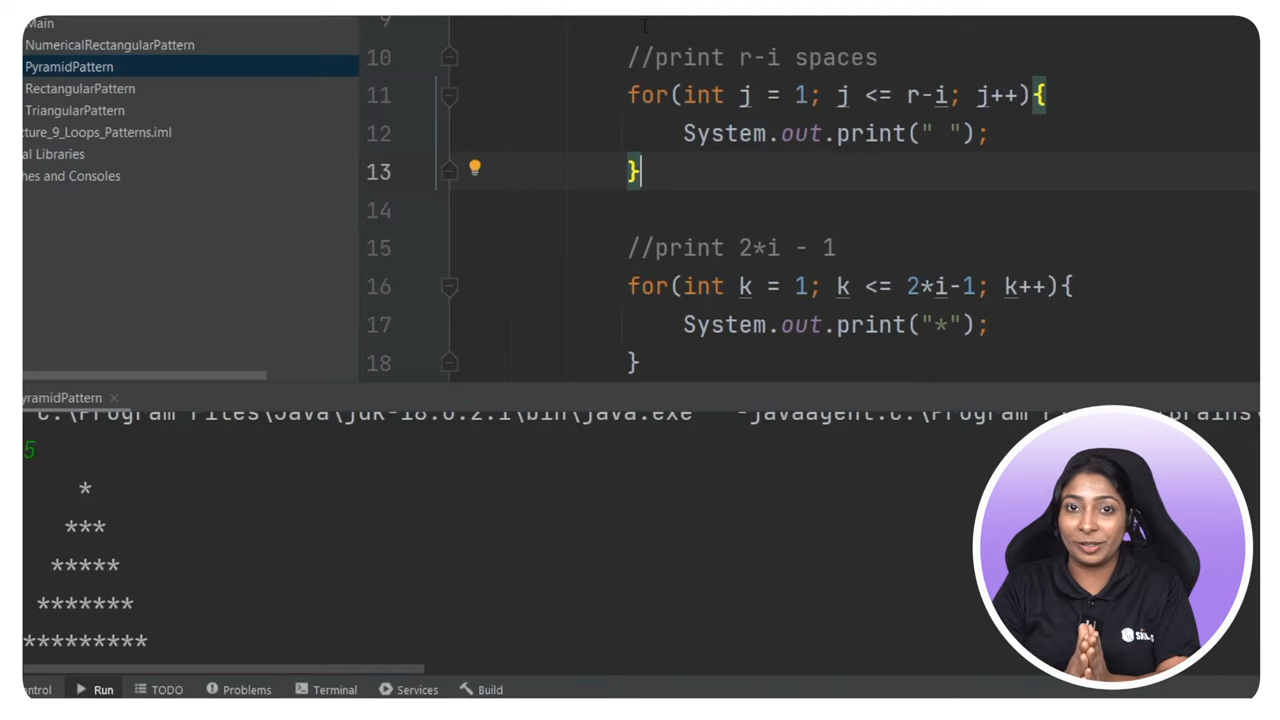 Main
NumericalRectangularPattern
PyramidPattern
RectangularPattern
TriangularPattern
ture_9_Loops_Patterns.iml
al Libraries
hes and Consoles
9
10 //print r-i spaces
11 for(int j = 1; j <= r-i; j++){
12 System.out.print(" ");
13 }
14
15 //print 2*i - 1
16 for(int k = 1; k <= 2*i-1; k++){
17 System.out.print("*");
18 }
yramidPattern ×
5
*
***
*****
*******
*********
ntrol Run TODO Problems Terminal Services Build